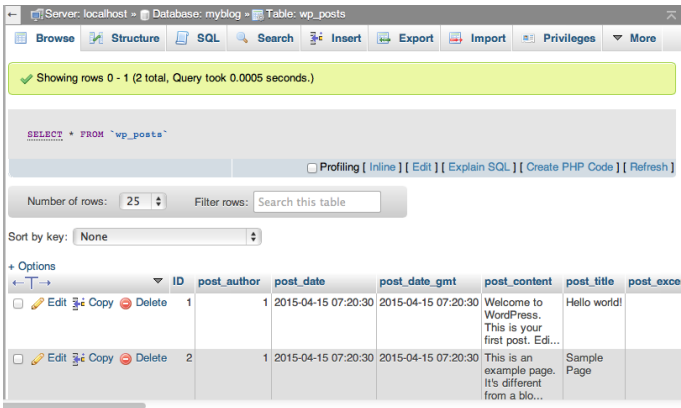 Server: localhost » Database: myblog » Table: wp_posts
Browse Structure SQL Search Insert Export Import Privileges More
Showing rows 0 - 1 (2 total, Query took 0.0005 seconds.)
SELECT * FROM `wp_posts`
Profiling [ Inline ] [ Edit ] [ Explain SQL ] [ Create PHP Code ] [ Refresh ]
Number of rows: 25 Filter rows: Search this table
Sort by key: None
+ Options
←T→ ID post_author post_date post_date_gmt post_content post_title post_exce
Edit Copy Delete 1 1 2015-04-15 07:20:30 2015-04-15 07:20:30 Welcome to Hello world!
WordPress.
This is your
first post. Edi...
Edit Copy Delete 2 1 2015-04-15 07:20:30 2015-04-15 07:20:30 This is an Sample
example page. Page
It's different
from a blo...